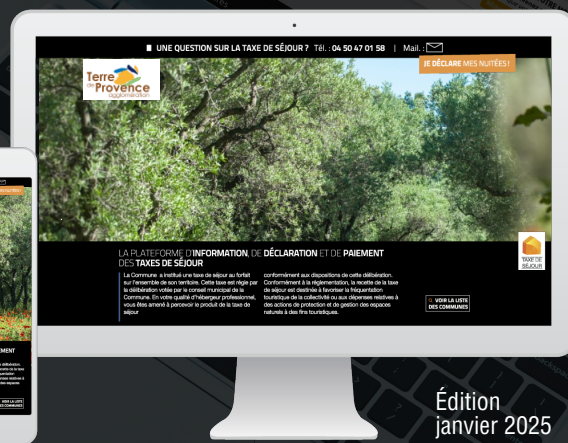 UNE QUESTION SUR LA TAXE DE SÉJOUR ? Tél. : 04 50 47 01 58 | Mail. :
JE DÉCLARE MES NUITÉES !
Terre
de Provence
agglomération
LA PLATEFORME D'INFORMATION, DE DÉCLARATION ET DE PAIEMENT
DES TAXES DE SÉJOUR
La Commune a institué une taxe de séjour au forfait
sur l'ensemble de son territoire. Cette taxe est régie par
la délibération votée par le conseil municipal de la
Commune. En votre qualité d'hébergeur professionnel,
vous êtes amené à percevoir le produit de la taxe de
séjour
conformément aux dispositions de cette délibération.
Conformément à la réglementation, la recette de la taxe
de séjour est destinée à favoriser la fréquentation
touristique de la collectivité ou aux dépenses relatives à
des actions de protection et de gestion des espaces
naturels à des fins touristiques.
TAXE DE
SÉJOUR
VOIR LA LISTE
DES COMMUNES
VOIR LA LISTE
DES COMMUNES
Édition
janvier 2025